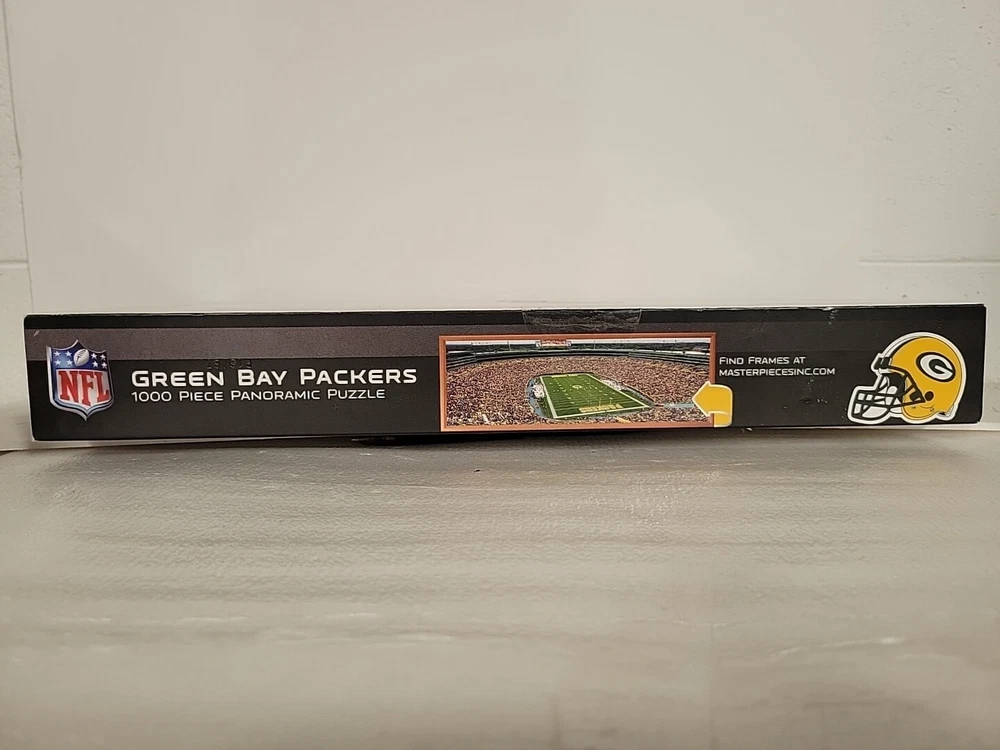 NFL
GREEN BAY PACKERS
1000 PIECE PANORAMIC PUZZLE
FIND FRAMES AT
MASTERPIECESINC.COM
G